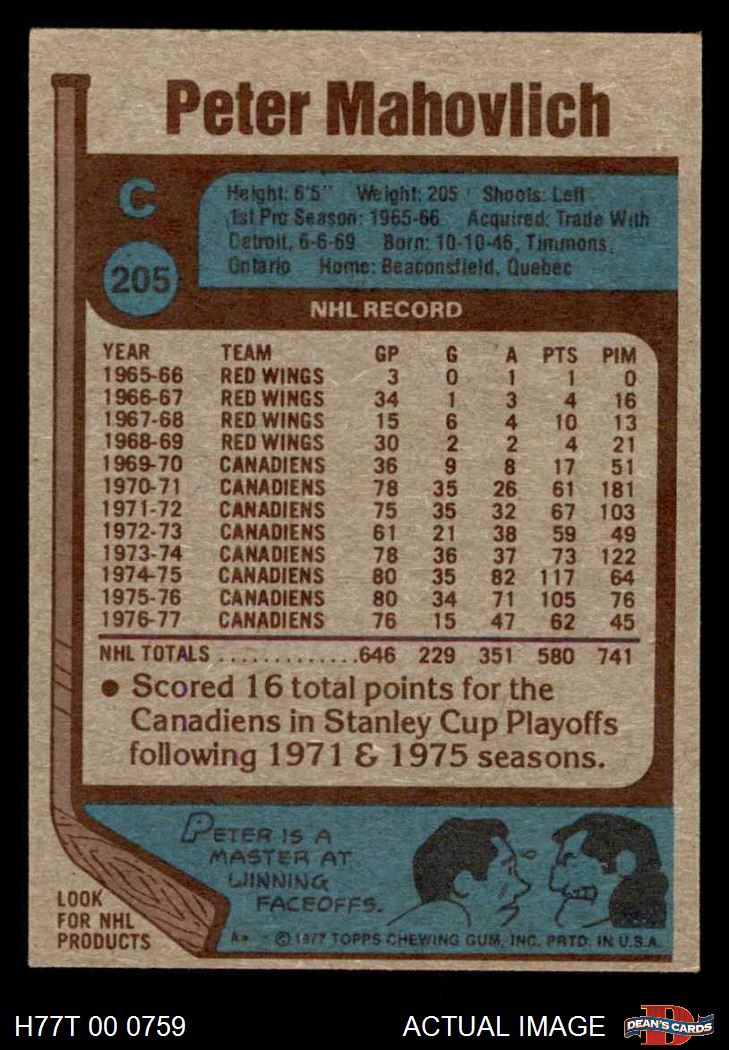 Peter Mahovlich
C
205
Height: 6'5" Weight: 205 Shoots: Left
1st Pro Season: 1965-66 Acquired: Trade With
Detroit, 6-6-69 Born: 10-10-46, Timmons,
Ontario Home: Beaconsfield, Quebec
NHL RECORD
YEAR TEAM GP G A PTS PIM
1965-66 RED WINGS 3 0 1 1 0
1966-67 RED WINGS 34 1 3 4 16
1967-68 RED WINGS 15 6 4 10 13
1968-69 RED WINGS 30 2 2 4 21
1969-70 CANADIENS 36 9 8 17 51
1970-71 CANADIENS 78 35 26 61 181
1971-72 CANADIENS 75 35 32 67 103
1972-73 CANADIENS 61 21 38 59 49
1973-74 CANADIENS 78 36 37 73 122
1974-75 CANADIENS 80 35 82 117 64
1975-76 CANADIENS 80 34 71 105 76
1976-77 CANADIENS 76 15 47 62 45
NHL TOTALS .............646 229 351 580 741
• Scored 16 total points for the
Canadiens in Stanley Cup Playoffs
following 1971 & 1975 seasons.
PETER IS A
MASTER AT
WINNING
FACEOFFS.
LOOK
FOR NHL
PRODUCTS
A* © 1977 TOPPS CHEWING GUM, INC. PRTD. IN U.S.A.
H77T 00 0759
ACTUAL IMAGE
D
DEAN'S CARDS